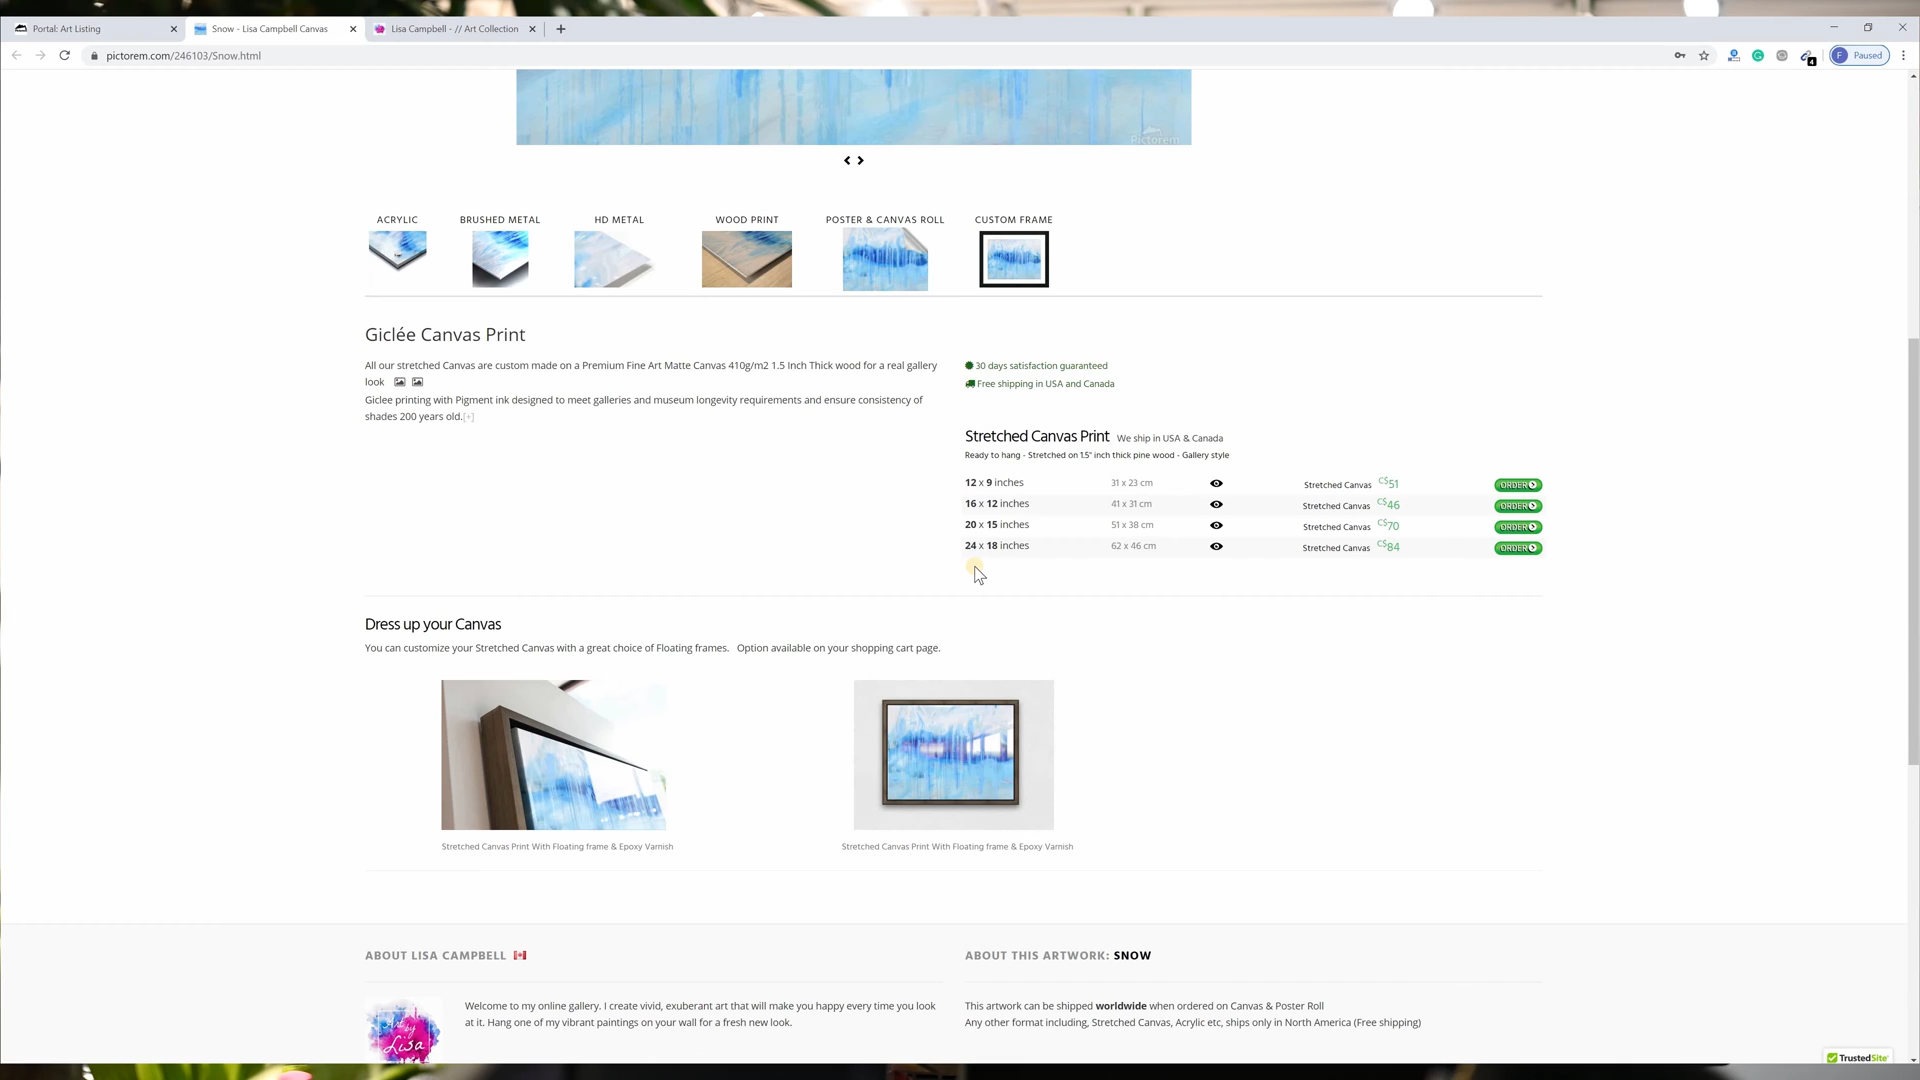 Portal: Art Listing
Snow - Lisa Campbell Canvas
Lisa Campbell - // Art Collection
pictorem.com/246103/Snow.html
4
F Paused
Pictorem
ACRYLIC
BRUSHED METAL
HD METAL
WOOD PRINT
POSTER & CANVAS ROLL
CUSTOM FRAME
Giclée Canvas Print
All our stretched Canvas are custom made on a Premium Fine Art Matte Canvas 410g/m2 1.5 Inch Thick wood for a real gallery
look
Giclee printing with Pigment ink designed to meet galleries and museum longevity requirements and ensure consistency of
shades 200 years old.[+]
30 days satisfaction guaranteed
Free shipping in USA and Canada
Stretched Canvas Print We ship in USA & Canada
Ready to hang - Stretched on 1.5" inch thick pine wood - Gallery style
12 x 9 inches 31 x 23 cm Stretched Canvas C$51 ORDER
16 x 12 inches 41 x 31 cm Stretched Canvas C$46 ORDER
20 x 15 inches 51 x 38 cm Stretched Canvas C$70 ORDER
24 x 18 inches 62 x 46 cm Stretched Canvas C$84 ORDER
Dress up your Canvas
You can customize your Stretched Canvas with a great choice of Floating frames. Option available on your shopping cart page.
Stretched Canvas Print With Floating frame & Epoxy Varnish
Stretched Canvas Print With Floating frame & Epoxy Varnish
ABOUT LISA CAMPBELL
Art by
Lisa
Welcome to my online gallery. I create vivid, exuberant art that will make you happy every time you look
at it. Hang one of my vibrant paintings on your wall for a fresh new look.
ABOUT THIS ARTWORK: SNOW
This artwork can be shipped worldwide when ordered on Canvas & Poster Roll
Any other format including, Stretched Canvas, Acrylic etc, ships only in North America (Free shipping)
TrustedSite